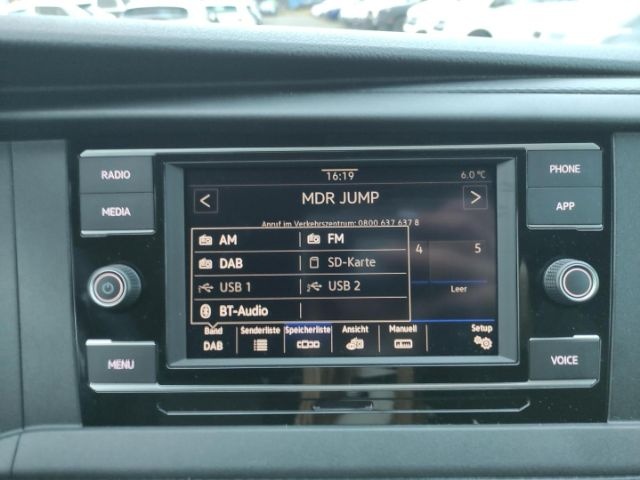 RADIO
MEDIA
MENU
16:19
6.0 °C
<
MDR JUMP
>
Anruf im Verkehrszentrum: 0800 637 637 8
AM
FM
DAB
SD-Karte
USB 1
USB 2
BT-Audio
4
5
Leer
Band
DAB
Senderliste
Speicherliste
Ansicht
Manuell
Setup
PHONE
APP
VOICE